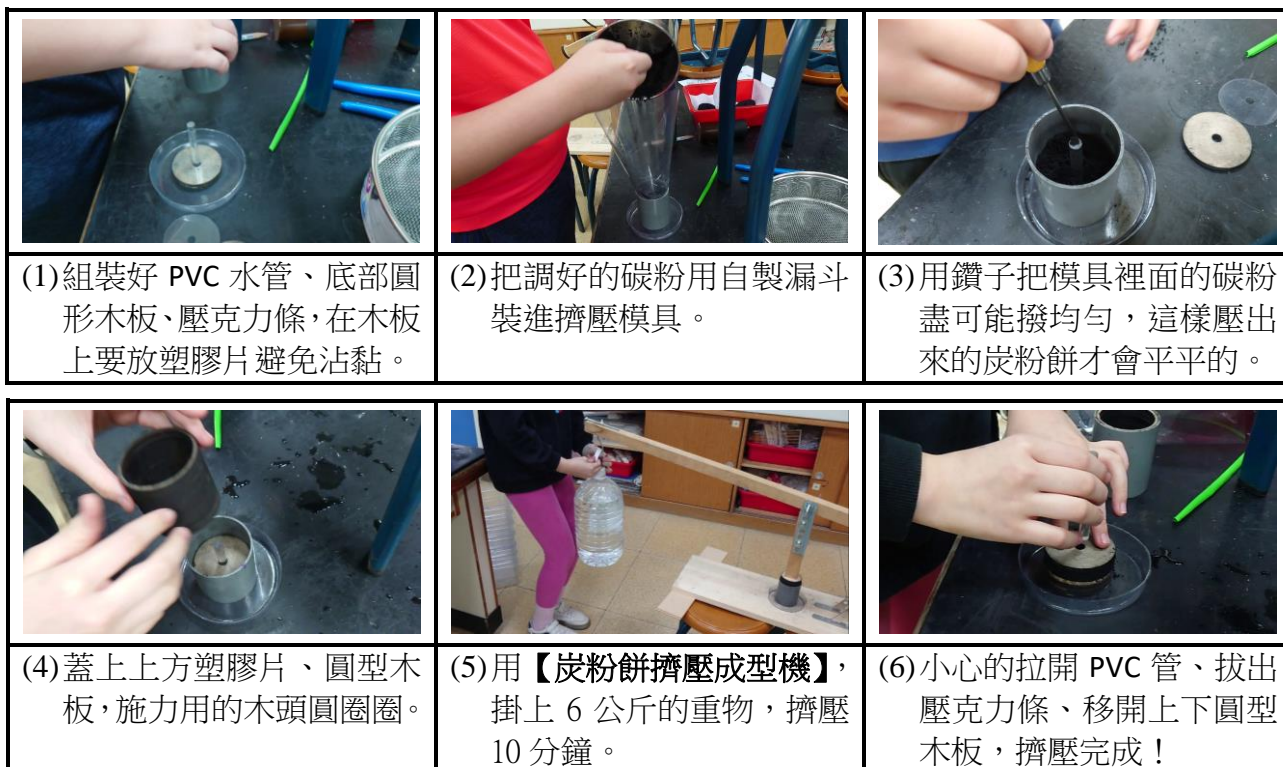 (1)組裝好 PVC 水管、底部圓
形木板、壓克力條,在木板
上要放塑膠片避免沾黏。
(2)把調好的碳粉用自製漏斗
裝進擠壓模具。
(3)用鑽子把模具裡面的碳粉
盡可能撥均勻,這樣壓出
來的炭粉餅才會平平的。
(4)蓋上上方塑膠片、圓型木
板,施力用的木頭圓圈圈。
(5)用【炭粉餅擠壓成型機】,
掛上 6 公斤的重物,擠壓
10 分鐘。
(6)小心的拉開 PVC 管、拔出
壓克力條、移開上下圓型
木板,擠壓完成!